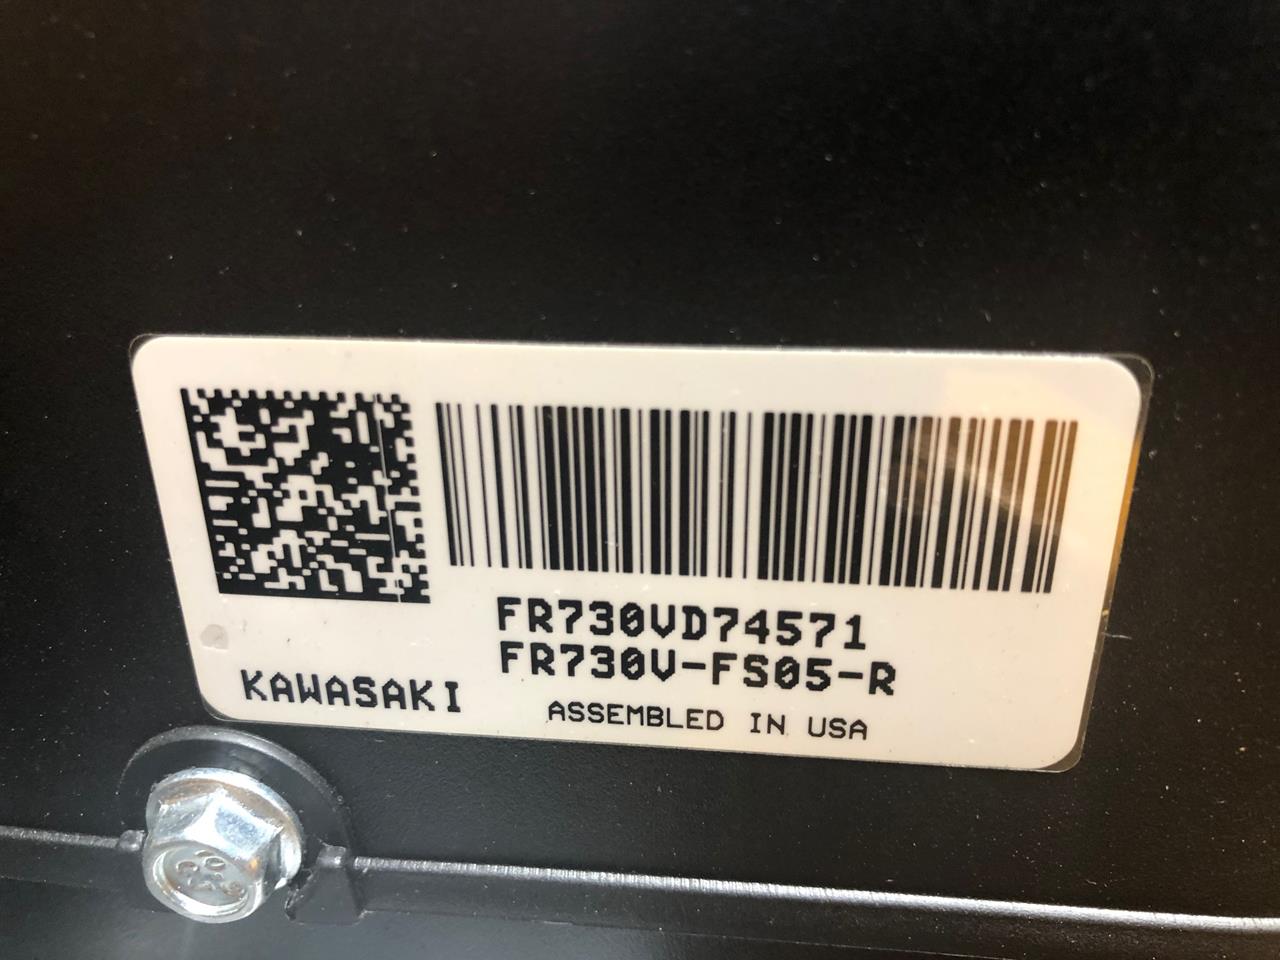 FR730VD74571
FR730V-FS05-R
KAWASAKI
ASSEMBLED IN USA